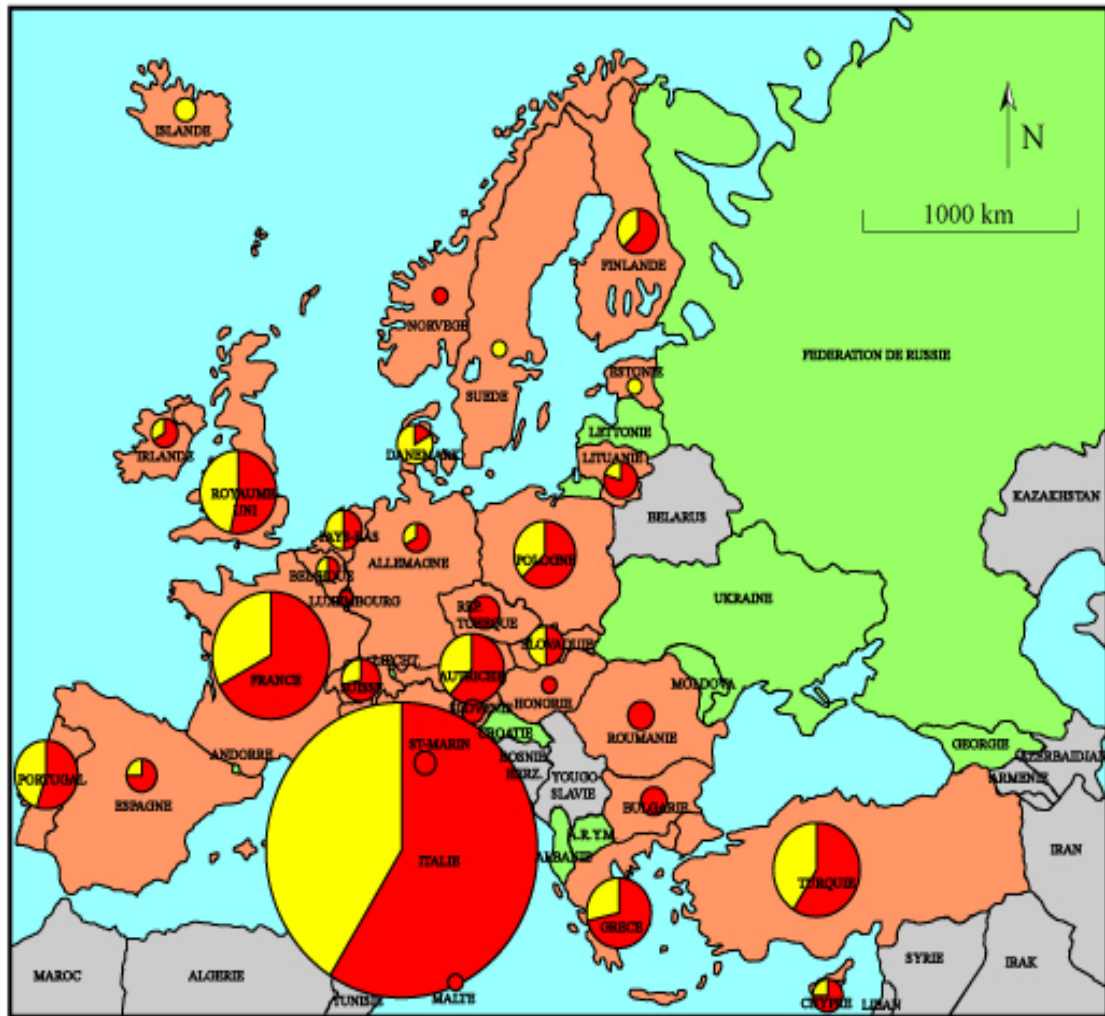 ISLANDE
N
1000 km
FINLANDE
NORVEGE
FEDERATION DE RUSSIE
ESTONIE
SUEDE
LETTONIE
IRLANDE
DANEMARK
LITUANIE
ROYAUME
UNI
KAZAKHSTAN
BELARUS
PAYS-BAS
ALLEMAGNE
POLOGNE
BELGIQUE
LUXEMBOURG
UKRAINE
REP.
TCHEQUE
SLOVAQUIE
FRANCE
SUISSE
AUTRICHE
MOLDOVA
HONGRIE
SLOVENIE
CROATIE
ROUMANIE
GEORGIE
ST-MARIN
ANDORRE
BOSNIE
HERZ.
YOUGO-
SLAVIE
AZERBAIDJAN
ARMENIE
PORTUGAL
ESPAGNE
BULGARIE
A.R.Y.M
ALBANIE
ITALIE
IRAN
TURQUIE
GRECE
SYRIE
IRAK
MAROC
ALGERIE
TUNISIE
MALTE
CHYPRE
LIBAN